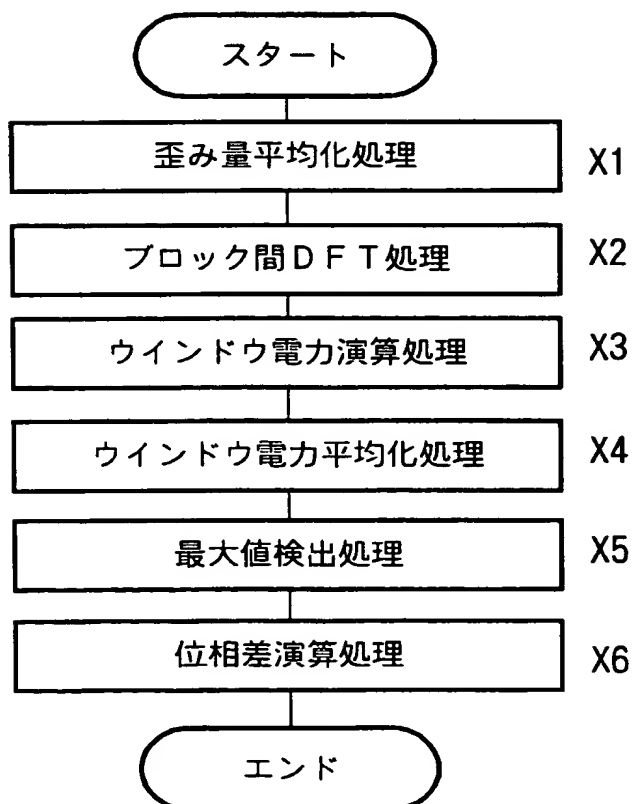 スタート
歪み量平均化処理 X1
ブロック間DFT処理 X2
ウインドウ電力演算処理 X3
ウインドウ電力平均化処理 X4
最大値検出処理 X5
位相差演算処理 X6
エンド